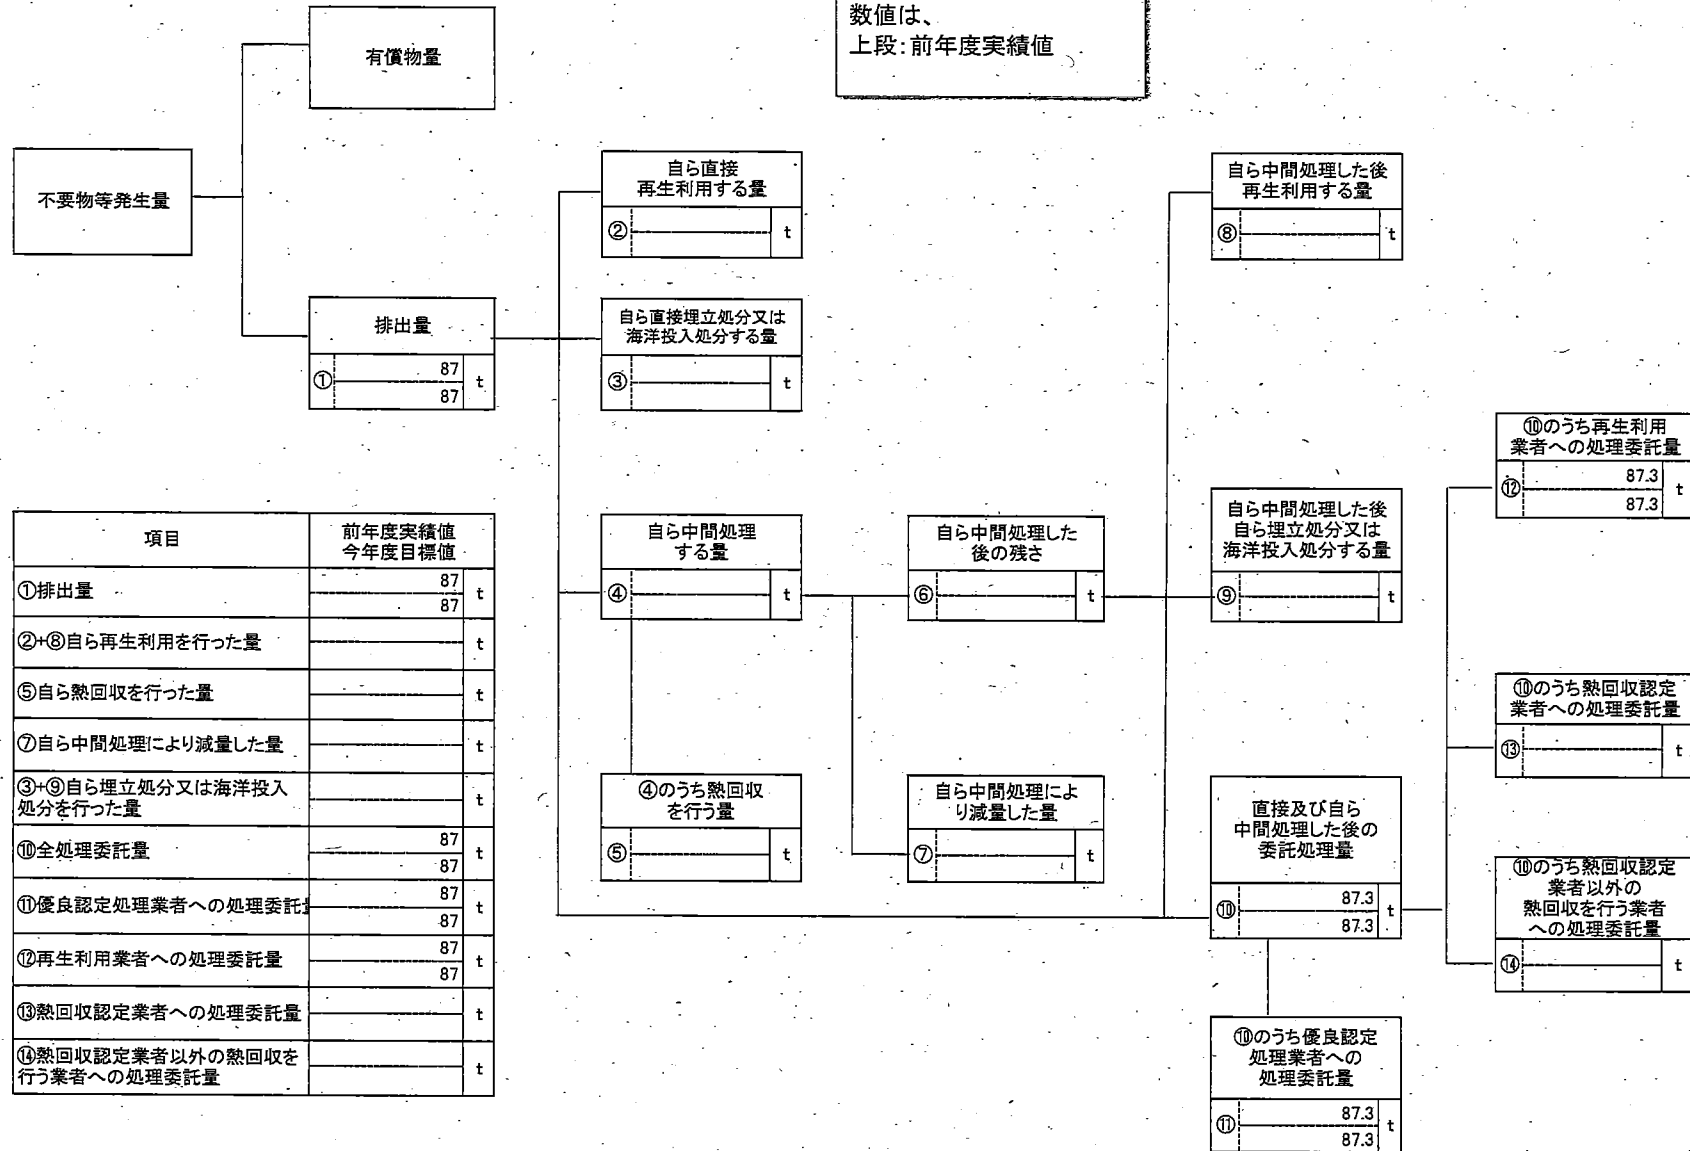 数値は、
上段：前年度実績値
有償物量
不要物等発生量
排出量
① 87 t
87
自ら直接
再生利用する量
② t
自ら直接埋立処分又は
海洋投入処分する量
③ t
自ら中間処理
する量
④ t
④のうち熱回収
を行う量
⑤ t
自ら中間処理した
後の残さ
⑥ t
自ら中間処理によ
り減量した量
⑦ t
自ら中間処理した後
再生利用する量
⑧ t
自ら中間処理した後
自ら埋立処分又は
海洋投入処分する量
⑨ t
直接及び自ら
中間処理した後の
委託処理量
⑩ 87.3 t
87.3
⑩のうち優良認定
処理業者への
処理委託量
⑪ 87.3 t
87.3
⑩のうち再生利用
業者への処理委託量
⑫ 87.3 t
87.3
⑩のうち熱回収認定
業者への処理委託量
⑬ t
⑩のうち熱回収認定
業者以外の
熱回収を行う業者
への処理委託量
⑭ t
項目 前年度実績値
今年度目標値
①排出量 87 t
87
②+⑧自ら再生利用を行った量 t
⑤自ら熱回収を行った量 t
⑦自ら中間処理により減量した量 t
③+⑨自ら埋立処分又は海洋投入
処分を行った量 t
⑩全処理委託量 87 t
87
⑪優良認定処理業者への処理委託 87 t
87
⑫再生利用業者への処理委託量 87 t
87
⑬熱回収認定業者への処理委託量 t
⑭熱回収認定業者以外の熱回収を
行う業者への処理委託量 t